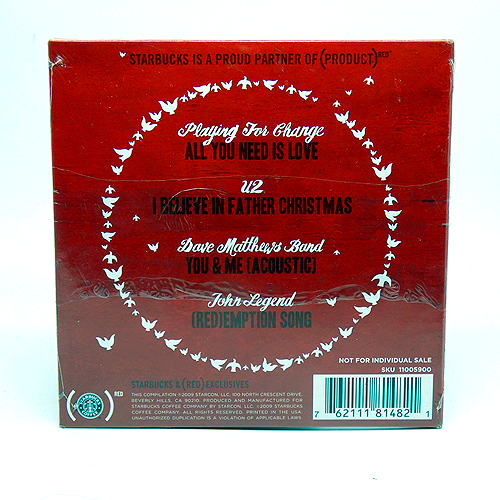 STARBUCKS IS A PROUD PARTNER OF (PRODUCT)RED™
Playing For Change
ALL YOU NEED IS LOVE
U2
I BELIEVE IN FATHER CHRISTMAS
Dave Matthews Band
YOU & ME (ACOUSTIC)
John Legend
(RED)EMPTION SONG
NOT FOR INDIVIDUAL SALE
SKU 11005900
STARBUCKS & (RED) EXCLUSIVES
THIS COMPILATION ©2009 STARCON, LLC. 100 NORTH CRESCENT DRIVE,
BEVERLY HILLS, CA 90210. PRODUCED AND MANUFACTURED FOR
STARBUCKS COFFEE COMPANY BY STARCON, LLC. ©2009 STARBUCKS
COFFEE COMPANY. ALL RIGHTS RESERVED. PRINTED IN THE USA.
UNAUTHORIZED DUPLICATION IS A VIOLATION OF APPLICABLE LAWS.
( ) RED
7 62111 81482 1